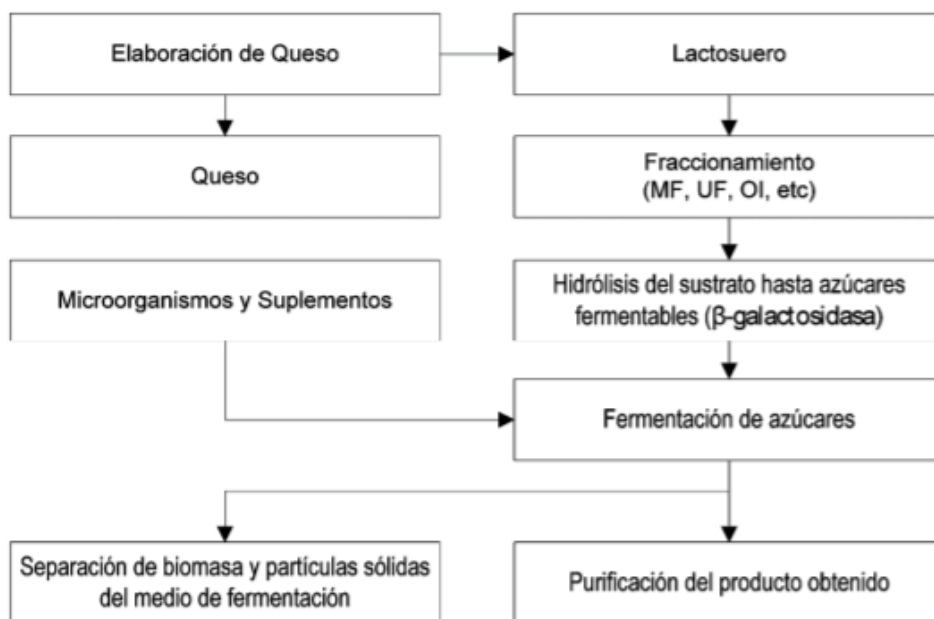 Elaboración de Queso
Lactosuero
Queso
Fraccionamiento
(MF, UF, OI, etc)
Microorganismos y Suplementos
Hidrólisis del sustrato hasta azúcares
fermentables (β-galactosidasa)
Fermentación de azúcares
Separación de biomasa y partículas sólidas
del medio de fermentación
Purificación del producto obtenido